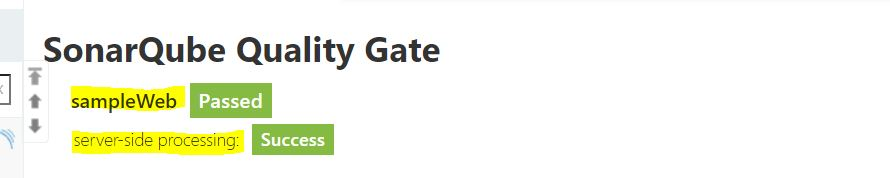 SonarQube Quality Gate
sampleWeb Passed
server-side processing: Success